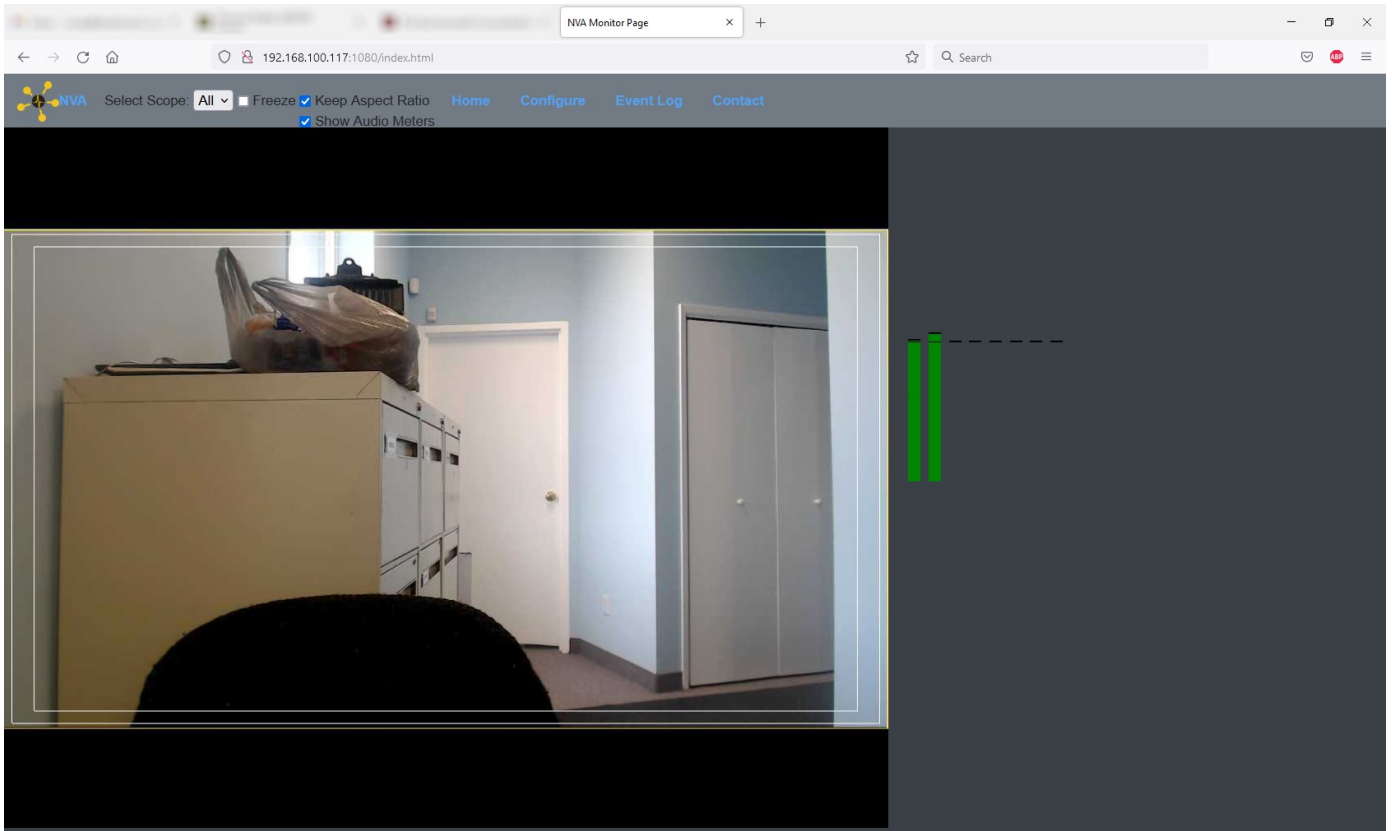 NVA Monitor Page
192.168.100.117:1080/index.html
Search
ABP
NVA Select Scope: All Freeze Keep Aspect Ratio Home Configure Event Log Contact
Show Audio Meters